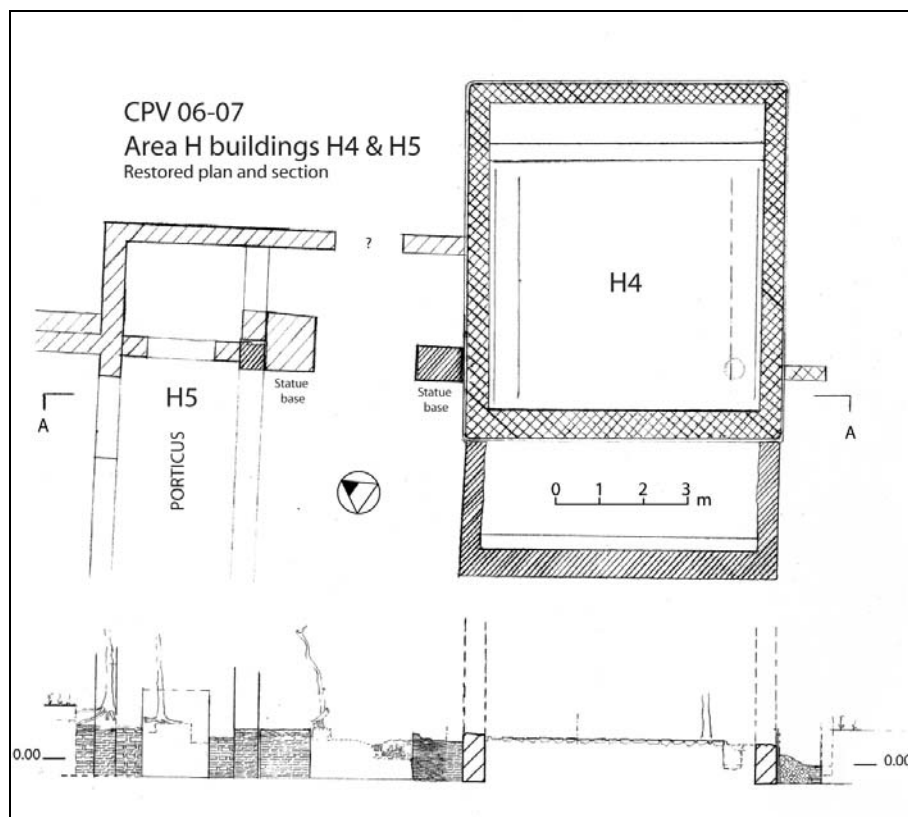 CPV 06-07
Area H buildings H4 & H5
Restored plan and section
?
H4
Statue
base
Statue
base
H5
A
A
PORTICUS
0 1 2 3 m
0.00
0.00